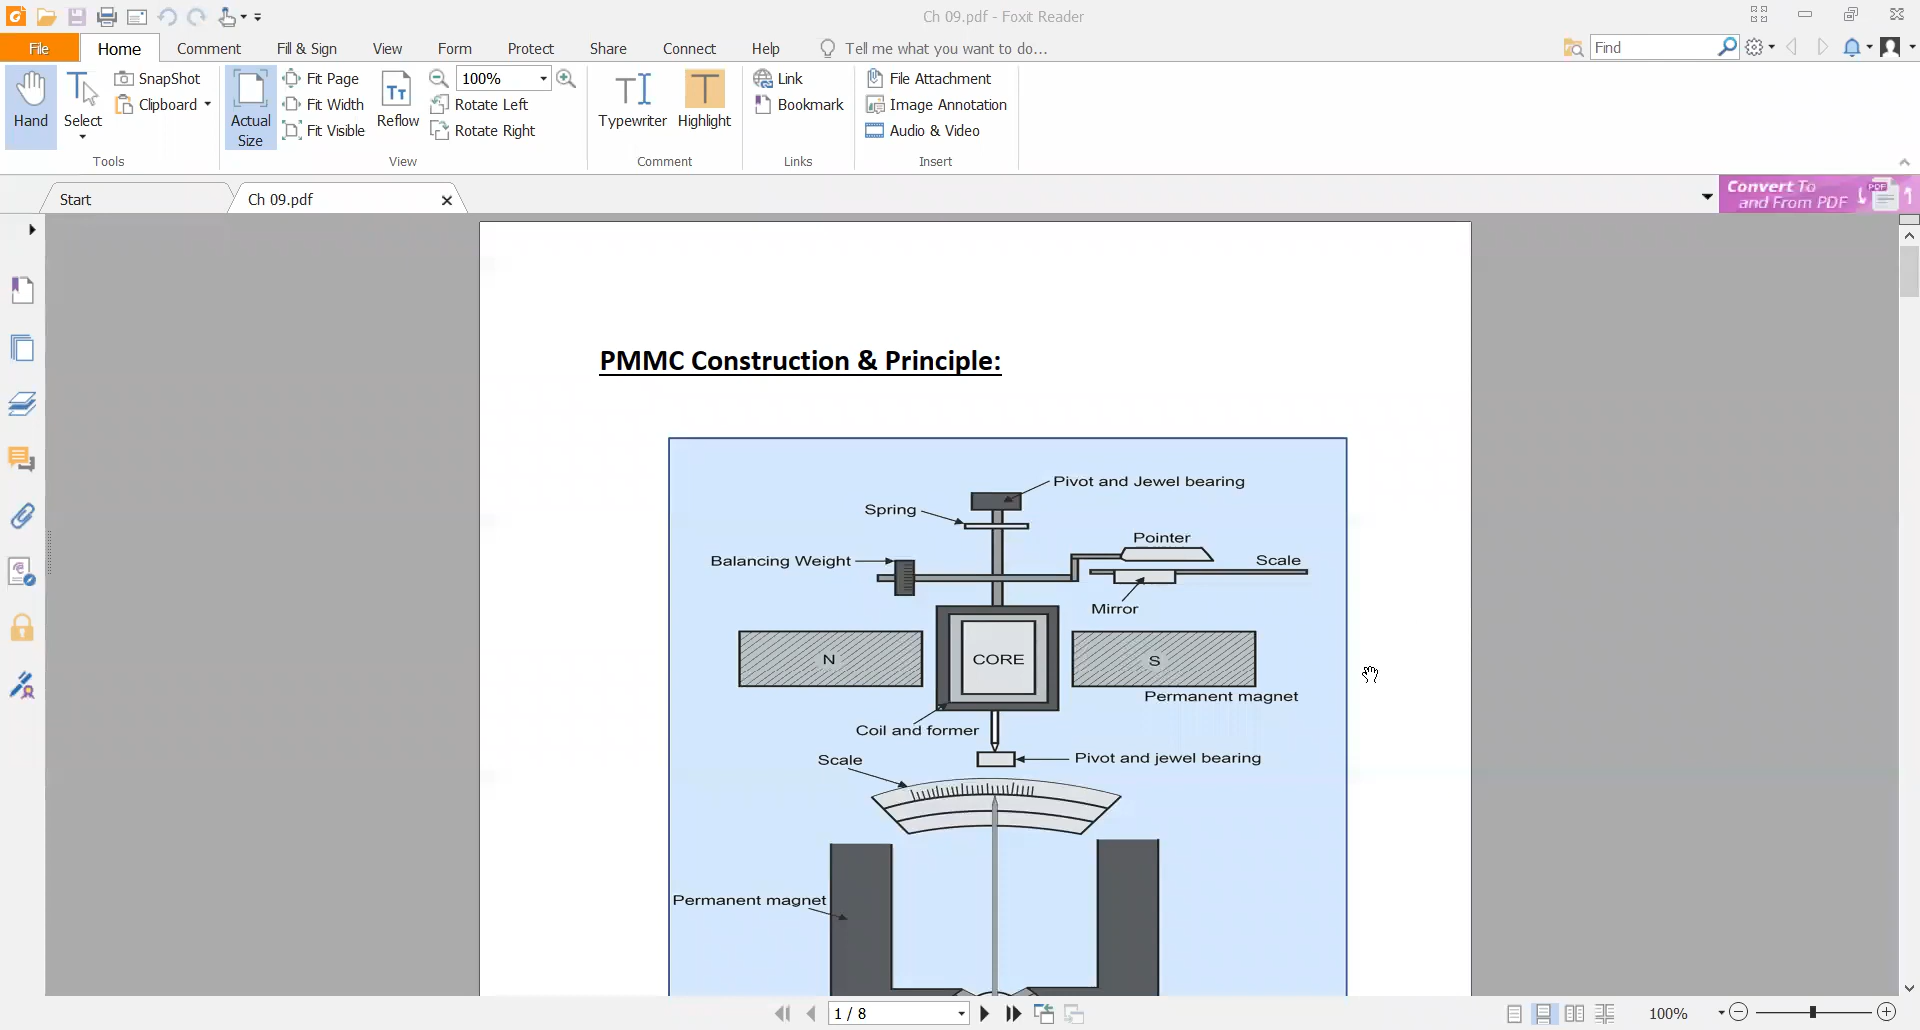 Ch 09.pdf - Foxit Reader
File Home Comment Fill & Sign View Form Protect Share Connect Help Tell me what you want to do... Find
Hand
Select
SnapShot
Clipboard
Tools
Actual
Size
Fit Page
Fit Width
Fit Visible
Reflow
100%
Rotate Left
Rotate Right
View
Typewriter
Highlight
Comment
Link
Bookmark
Links
File Attachment
Image Annotation
Audio & Video
Insert
Start
Ch 09.pdf
Convert To
and From PDF
PDF
PMMC Construction & Principle:
Pivot and Jewel bearing
Spring
Pointer
Balancing Weight
Scale
Mirror
N
CORE
S
Permanent magnet
Coil and former
Pivot and jewel bearing
Scale
Permanent magnet
1 / 8
100%